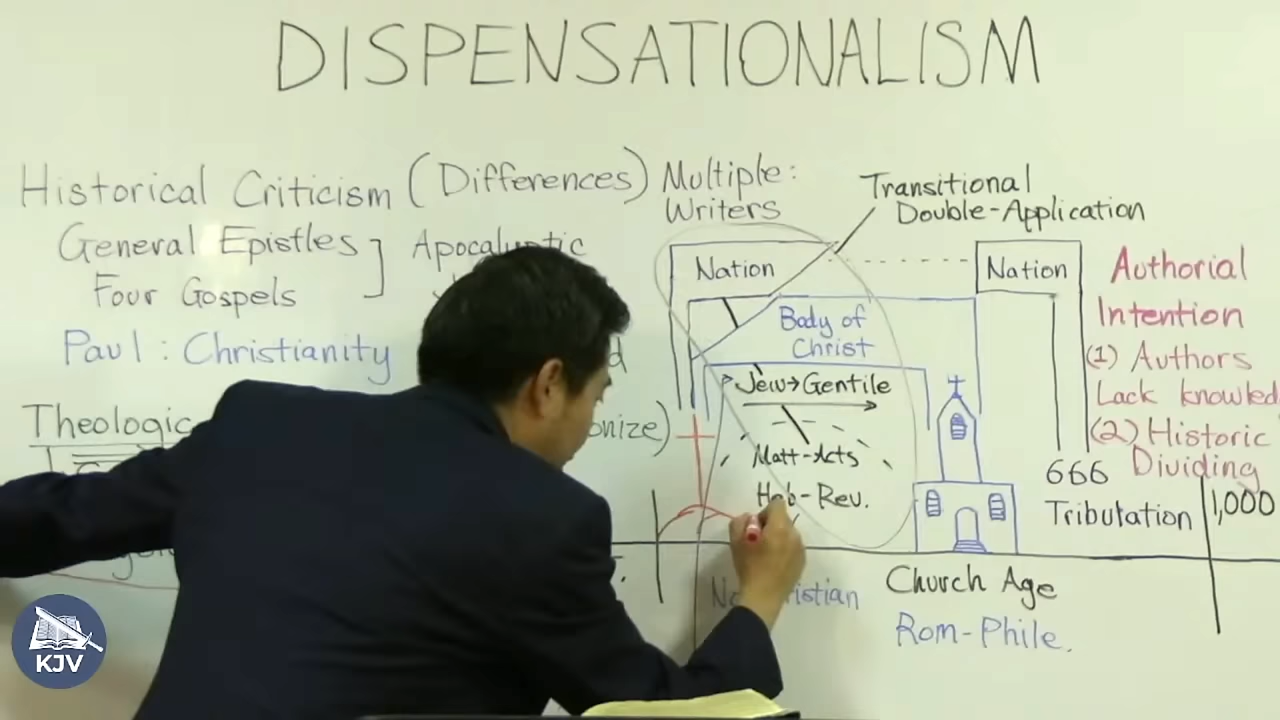 DISPENSATIONALISM
Historical Criticism (Differences)
General Epistles
Four Gospels
Apocalyptic
Paul : Christianity
Multiple:
Writers
Transitional
Double-Application
Nation
Body of
Christ
Jew→Gentile
Matt-Acts
Heb-Rev.
Nation
Authorial
Intention
(1) Authors
Lack
(2) Historic
Dividing
666
Tributation
1,000
Church Age
Rom-Phile.
KJV